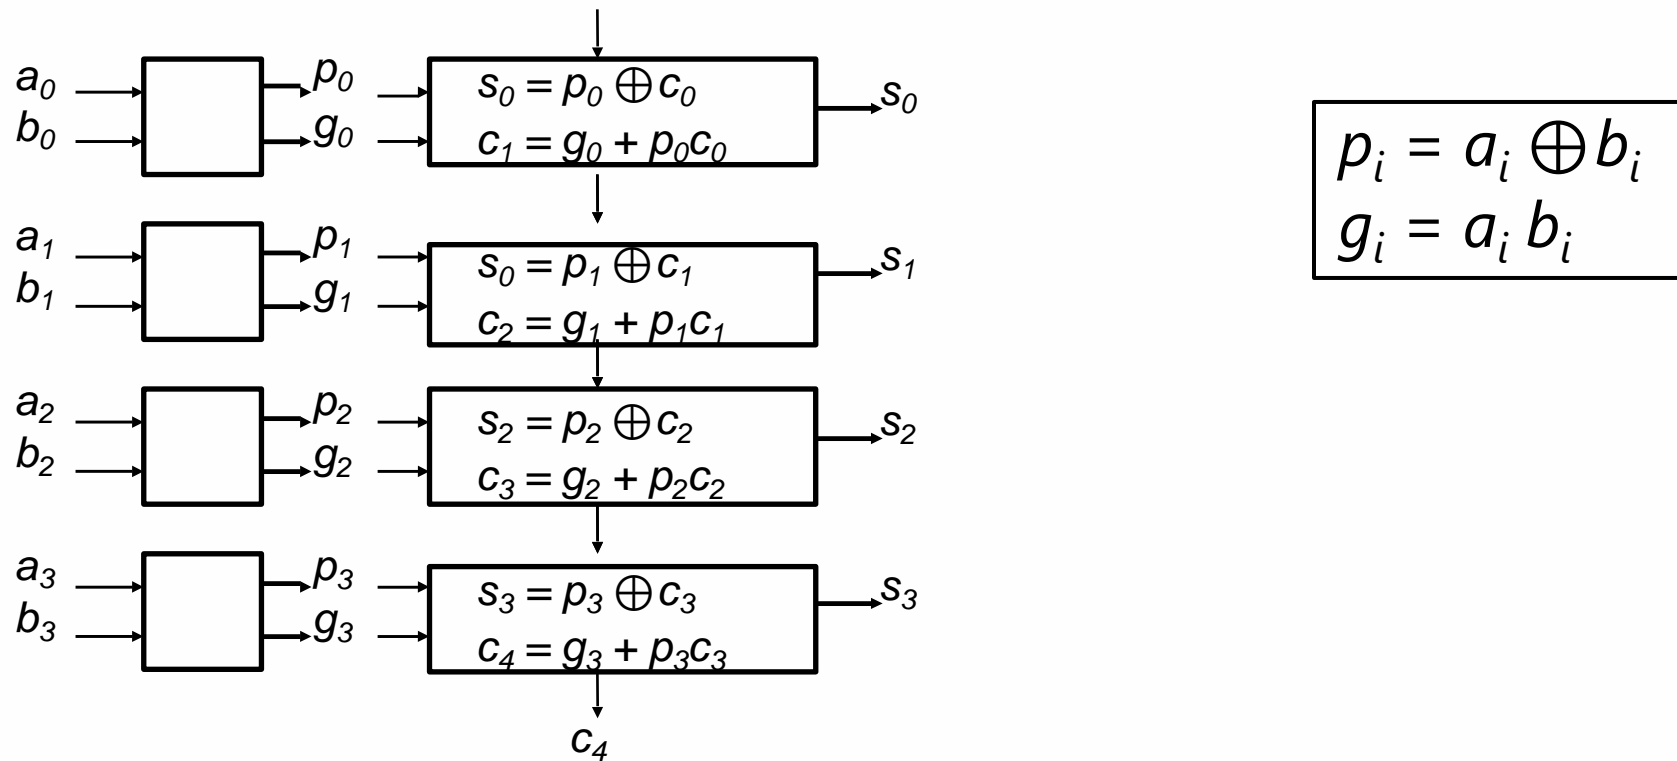 a₀ p₀ s₀ = p₀ ⊕ c₀ s₀
b₀ g₀ c₁ = g₀ + p₀c₀
a₁ p₁ s₀ = p₁ ⊕ c₁ s₁
b₁ g₁ c₂ = g₁ + p₁c₁
a₂ p₂ s₂ = p₂ ⊕ c₂ s₂
b₂ g₂ c₃ = g₂ + p₂c₂
a₃ p₃ s₃ = p₃ ⊕ c₃ s₃
b₃ g₃ c₄ = g₃ + p₃c₃
c₄
pᵢ = aᵢ ⊕ bᵢ
gᵢ = aᵢ bᵢ